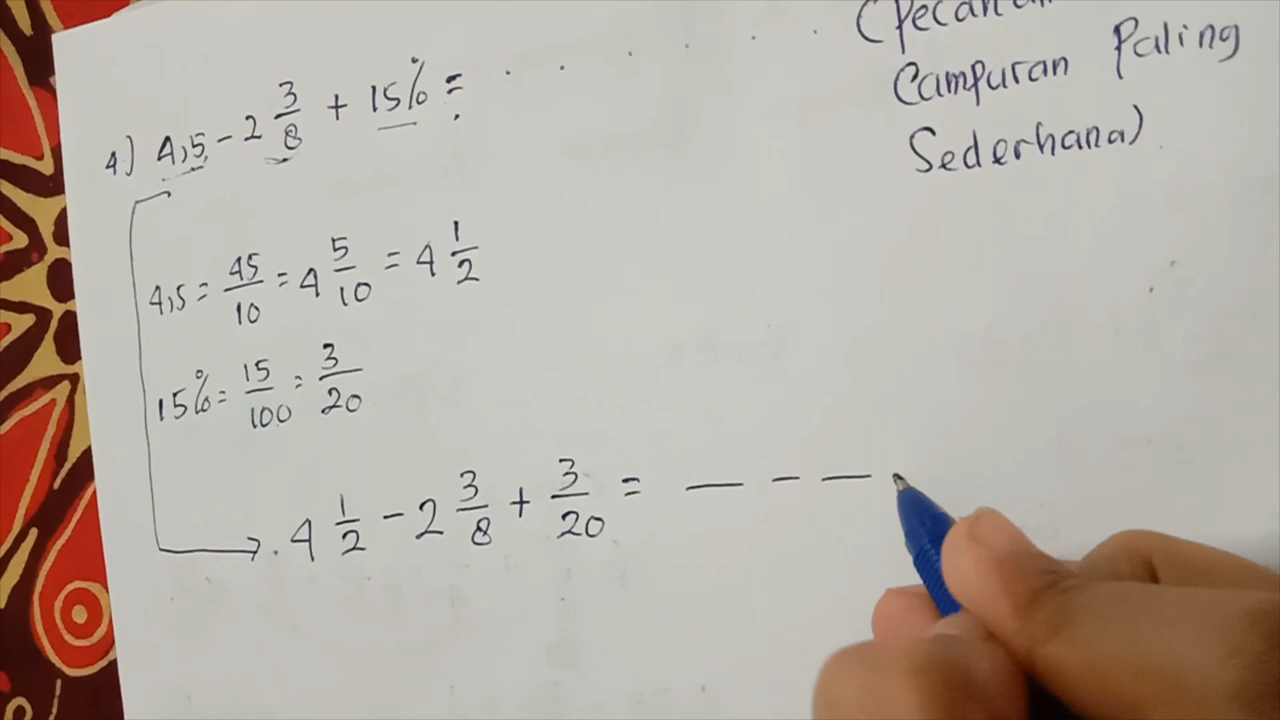 (Pecahan
Campuran Paling
Sederhana)
4.) 4,5 - 2 3/8 + 15% = . . . . . .
4,5 = 45/10 = 4 5/10 = 4 1/2
15% = 15/100 = 3/20
4 1/2 - 2 3/8 + 3/20 = — - —